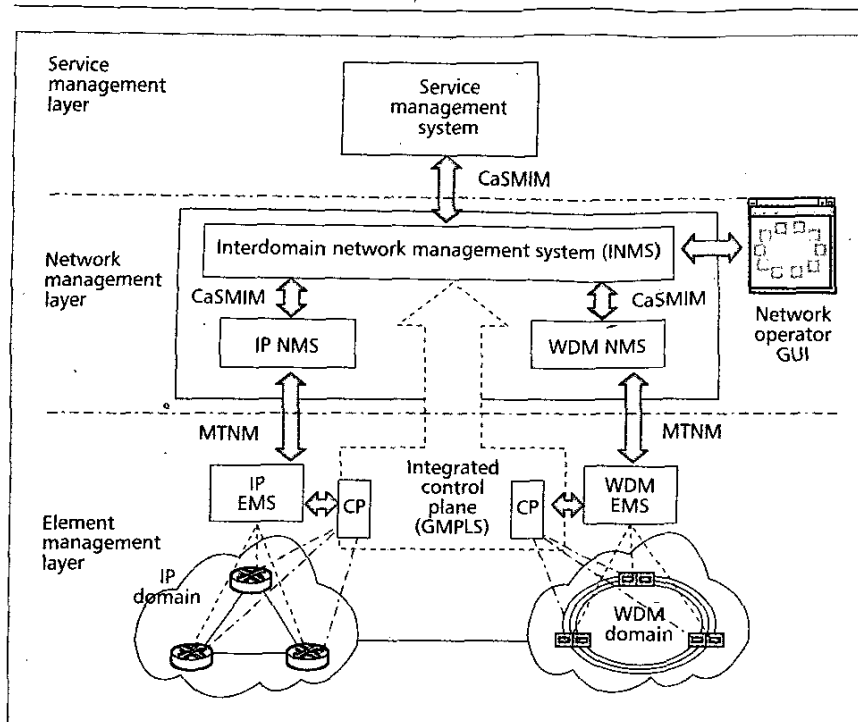 Service
management
layer
Service
management
system
CaSMIM
Network
management
layer
Interdomain network management system (INMS)
CaSMIM
CaSMIM
IP NMS
WDM NMS
Network
operator
GUI
MTNM
MTNM
Element
management
layer
IP
EMS
CP
Integrated
control
plane
(GMPLS)
CP
WDM
EMS
IP
domain
WDM
domain